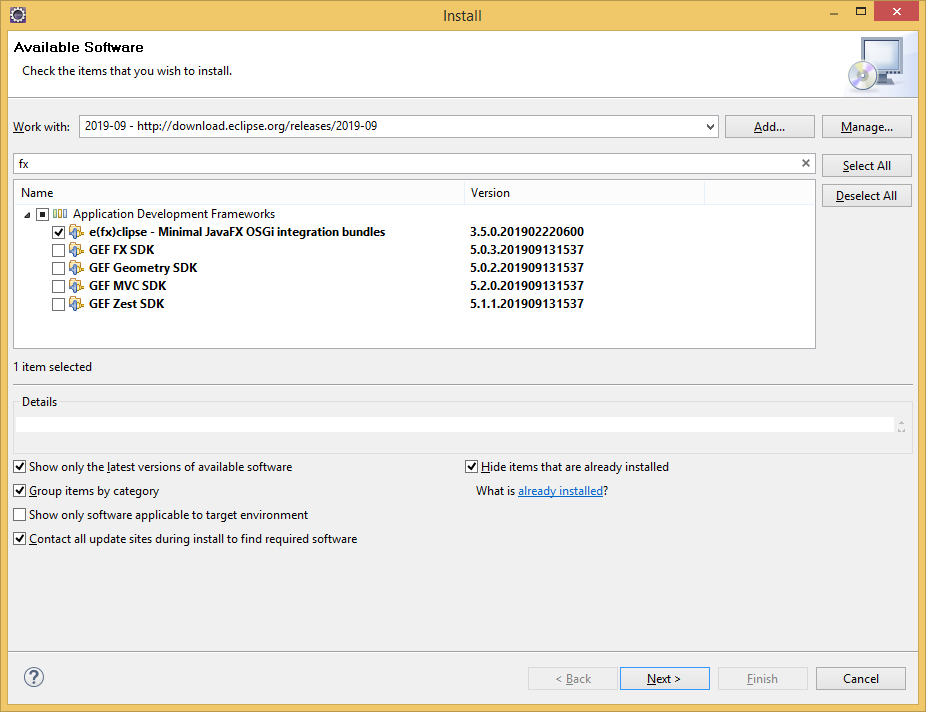 Install
Available Software
Check the items that you wish to install.
Work with: 2019-09 - http://download.eclipse.org/releases/2019-09 Add... Manage...
fx Select All
Name Version Deselect All
Application Development Frameworks
e(fx)clipse - Minimal JavaFX OSGi integration bundles 3.5.0.201902220600
GEF FX SDK 5.0.3.201909131537
GEF Geometry SDK 5.0.2.201909131537
GEF MVC SDK 5.2.0.201909131537
GEF Zest SDK 5.1.1.201909131537
1 item selected
Details
Show only the latest versions of available software Hide items that are already installed
Group items by category What is already installed?
Show only software applicable to target environment
Contact all update sites during install to find required software
? < Back Next > Finish Cancel